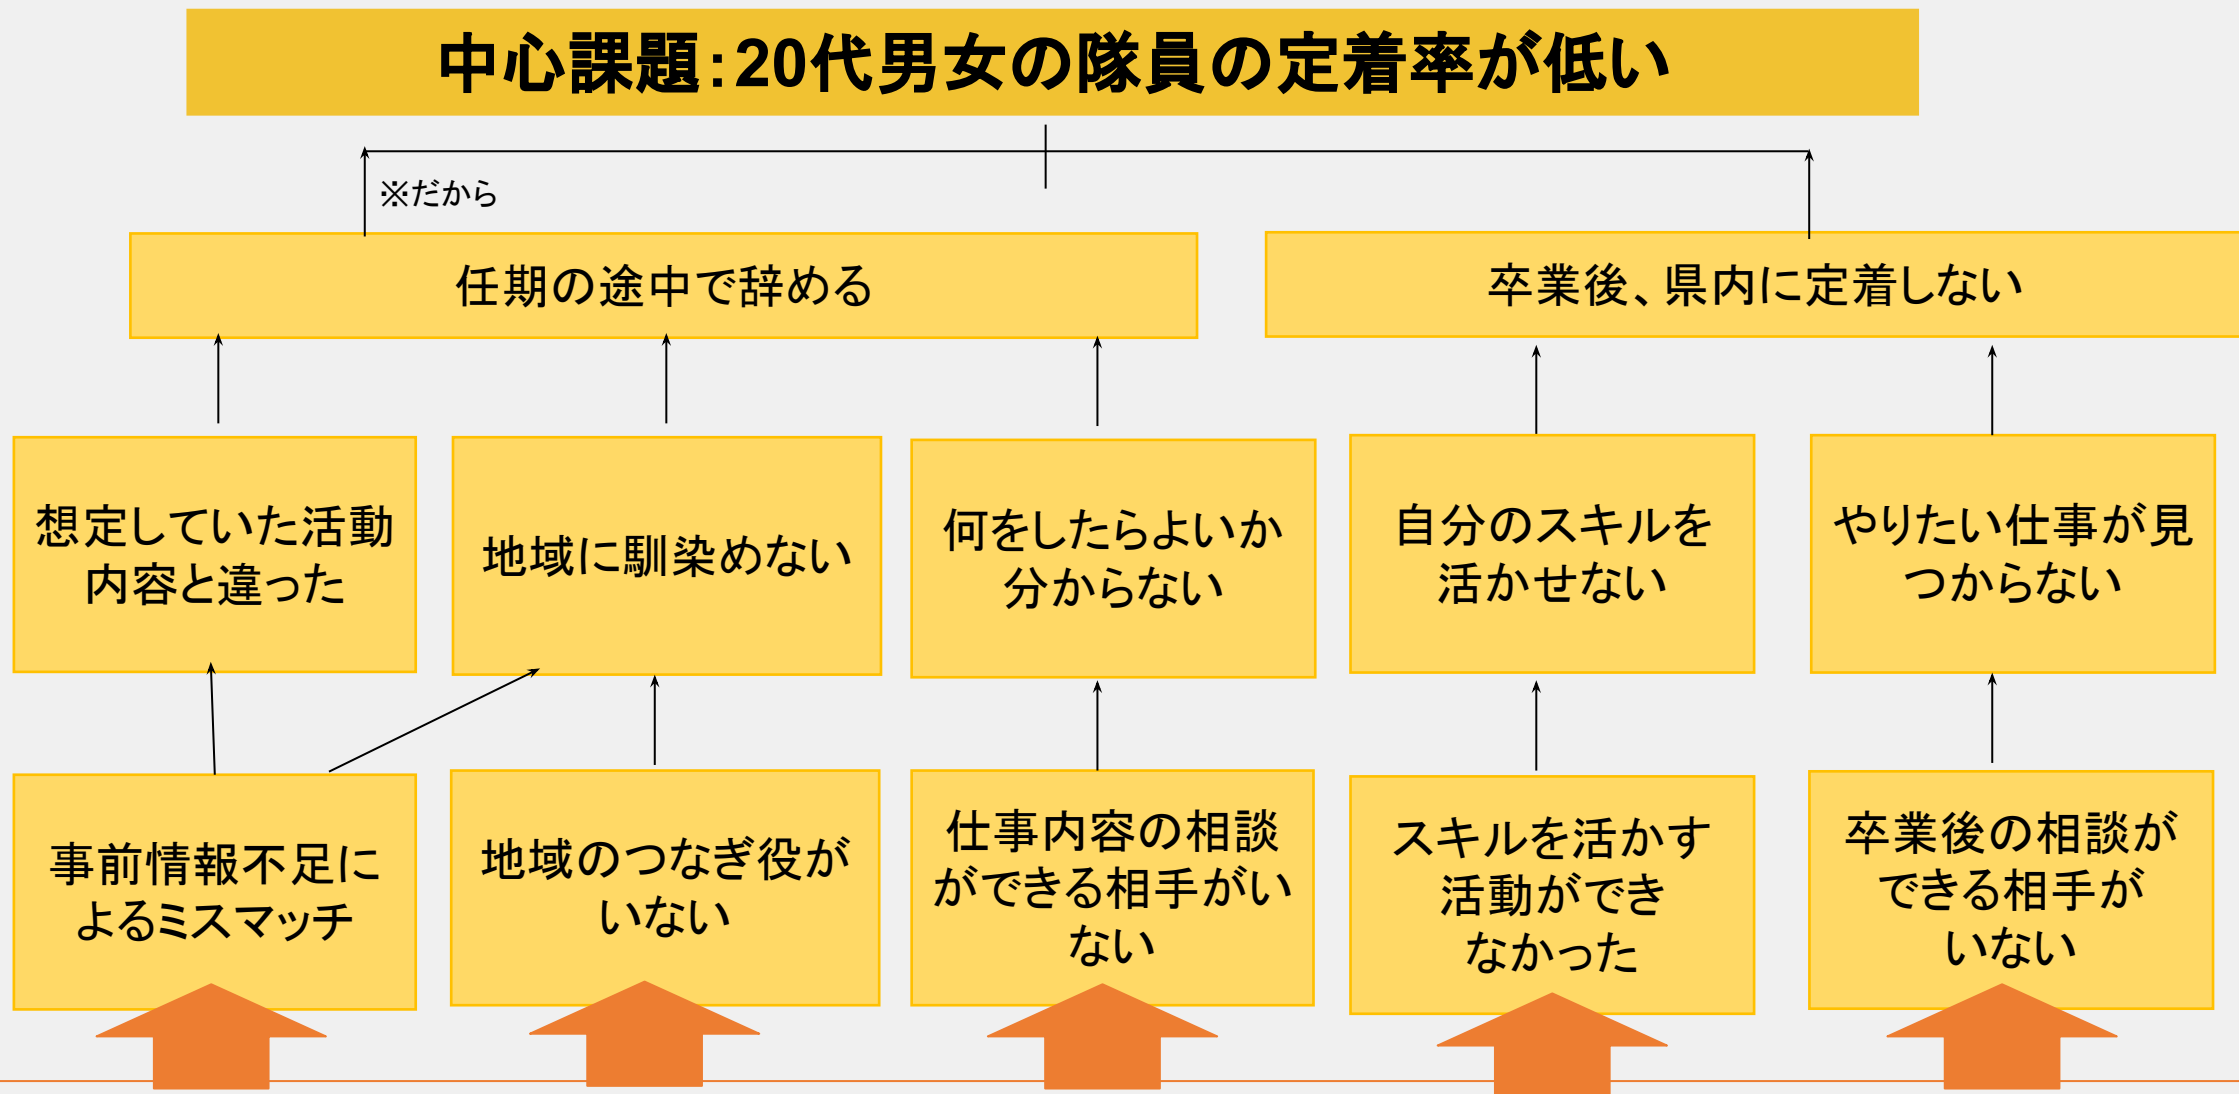 中心課題：20代男女の隊員の定着率が低い
※だから
任期の途中で辞める
卒業後、県内に定着しない
想定していた活動
内容と違った
地域に馴染めない
何をしたらよいか
分からない
自分のスキルを
活かせない
やりたい仕事が見
つからない
事前情報不足に
よるミスマッチ
地域のつなぎ役が
いない
仕事内容の相談
ができる相手がい
ない
スキルを活かす
活動ができ
なかった
卒業後の相談が
できる相手が
いない